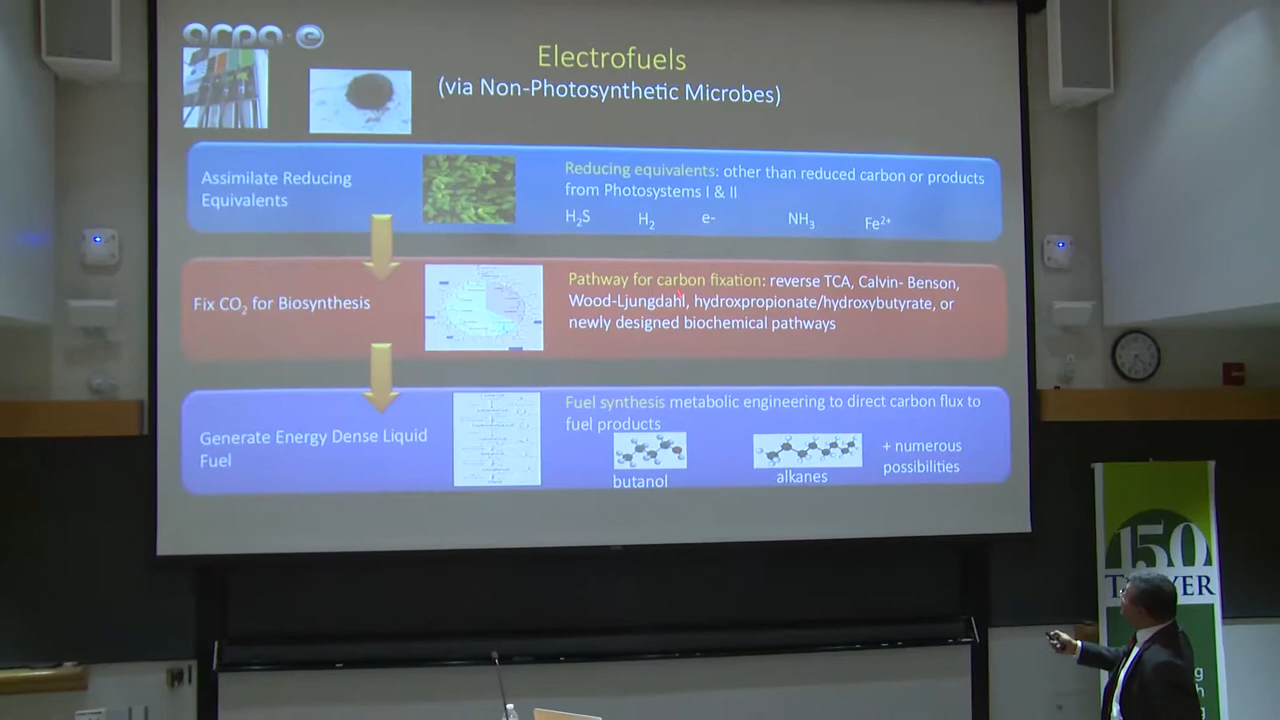 arpa·e
Electrofuels
(via Non-Photosynthetic Microbes)
Assimilate Reducing
Equivalents
Reducing equivalents: other than reduced carbon or products
from Photosystems I & II
H₂S H₂ e- NH₃ Fe²⁺
Fix CO₂ for Biosynthesis
Pathway for carbon fixation: reverse TCA, Calvin- Benson,
Wood-Ljungdahl, hydroxpropionate/hydroxbutyrate, or
newly designed biochemical pathways
Generate Energy Dense Liquid
Fuel
Fuel synthesis metabolic engineering to direct carbon flux to
fuel products
butanol
alkanes
+ numerous
possibilities
150